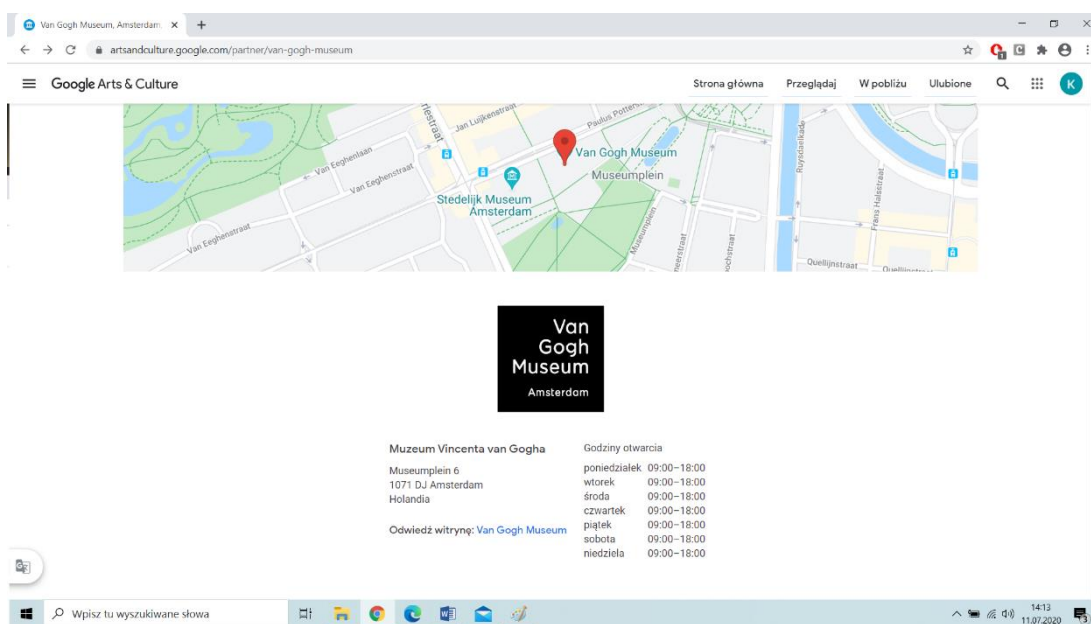 Van Gogh Museum, Amsterdam
artsandculture.google.com/partner/van-gogh-museum
Google Arts & Culture
Strona główna Przeglądaj W pobliżu Ulubione
K
Jan Luijkenstraat
Paulus Potter
Van Eeghenlaan
Van Eeghenstraat
Van Gogh Museum
Museumplein
Stedelijk Museum
Amsterdam
Van Eeghenstraat
Museumplein
Ruysdaelkade
Frans Halsstraat
Quellijnstraat
Van
Gogh
Museum
Amsterdam
Muzeum Vincenta van Gogha
Museumplein 6
1071 DJ Amsterdam
Holandia
Odwiedź witrynę: Van Gogh Museum
Godziny otwarcia
poniedziałek 09:00–18:00
wtorek 09:00–18:00
środa 09:00–18:00
czwartek 09:00–18:00
piątek 09:00–18:00
sobota 09:00–18:00
niedziela 09:00–18:00
Wpisz tu wyszukiwane słowa
14:13
11.07.2020